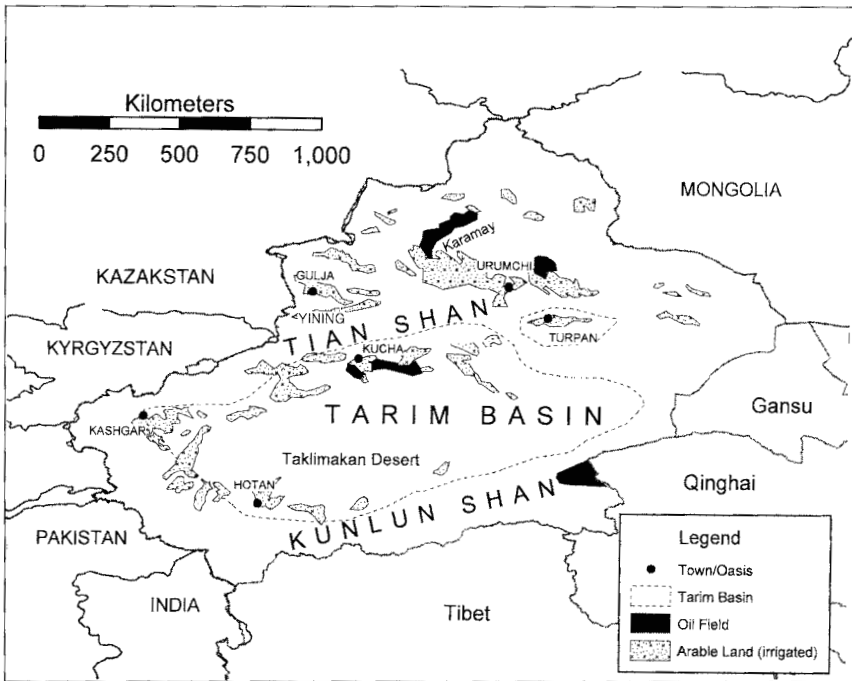 Kilometers
0 250 500 750 1,000
MONGOLIA
Karamay
URUMCHI
KAZAKSTAN
GULJA
YINING
TIAN SHAN
TURPAN
KYRGYZSTAN
KUCHA
TARIM BASIN
Gansu
KASHGAR
Taklimakan Desert
HOTAN
KUNLUN SHAN
Qinghai
PAKISTAN
INDIA
Tibet
Legend
Town/Oasis
Tarim Basin
Oil Field
Arable Land (irrigated)